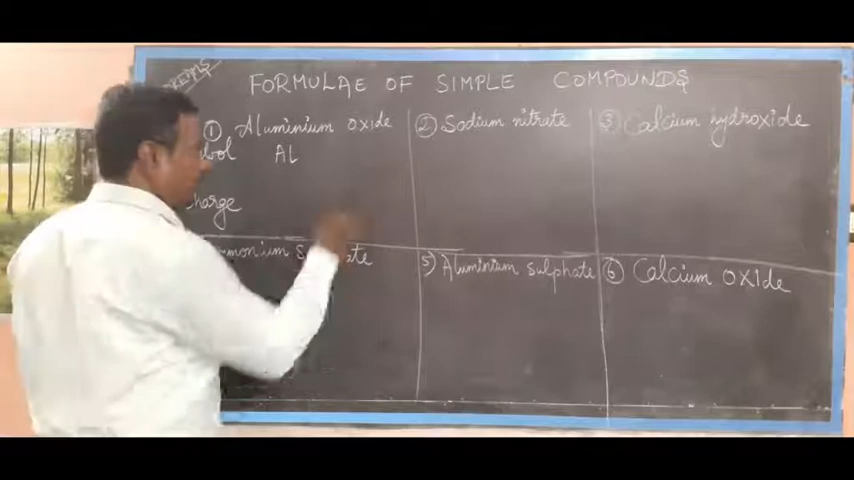 FORMULAE OF SIMPLE COMPOUNDS
① Aluminium oxide
Al
② Sodium nitrate
③ Calcium hydroxide
5) Aluminium sulphate
⑥ Calcium oxide